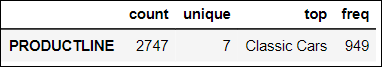 count unique top freq
PRODUCTLINE 2747 7 Classic Cars 949